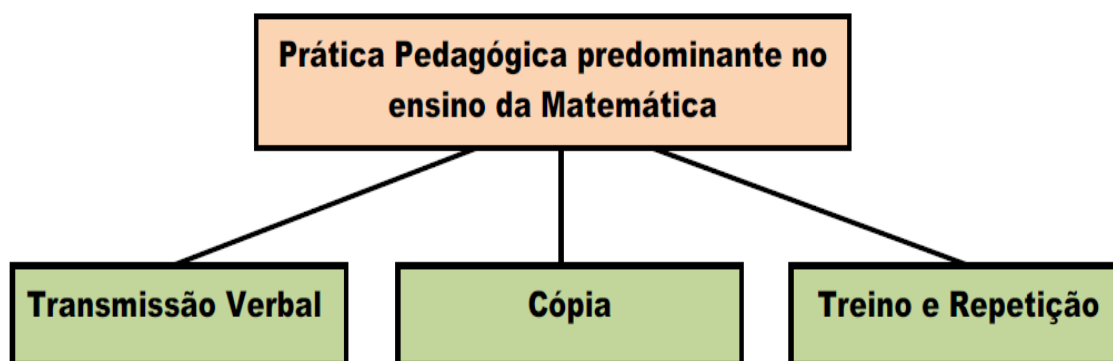 Prática Pedagógica predominante no
ensino da Matemática
Transmissão Verbal
Cópia
Treino e Repetição